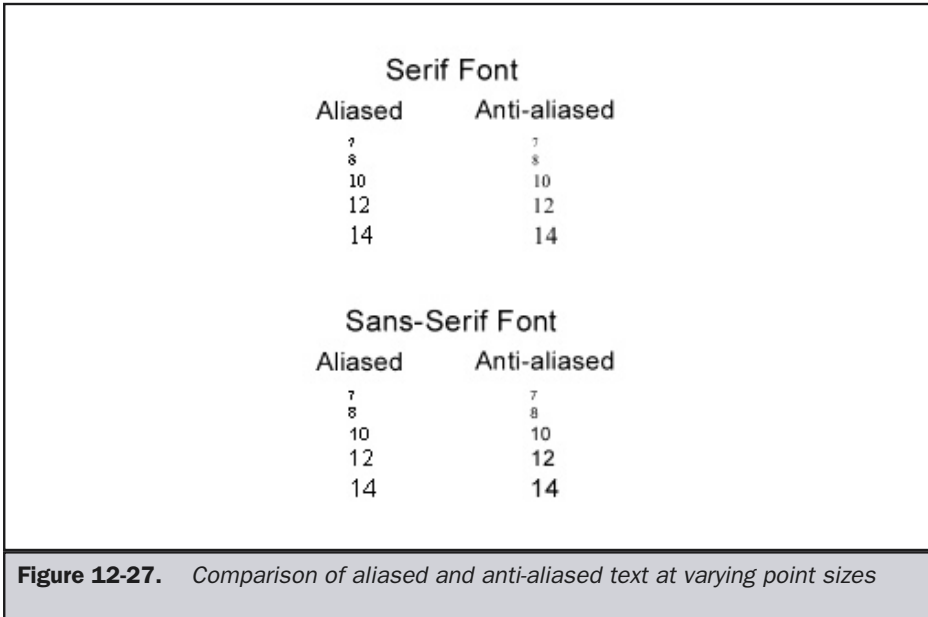 Serif Font
Aliased Anti-aliased
7 7
8 8
10 10
12 12
14 14
Sans-Serif Font
Aliased Anti-aliased
7 7
8 8
10 10
12 12
14 14
Figure 12-27. Comparison of aliased and anti-aliased text at varying point sizes